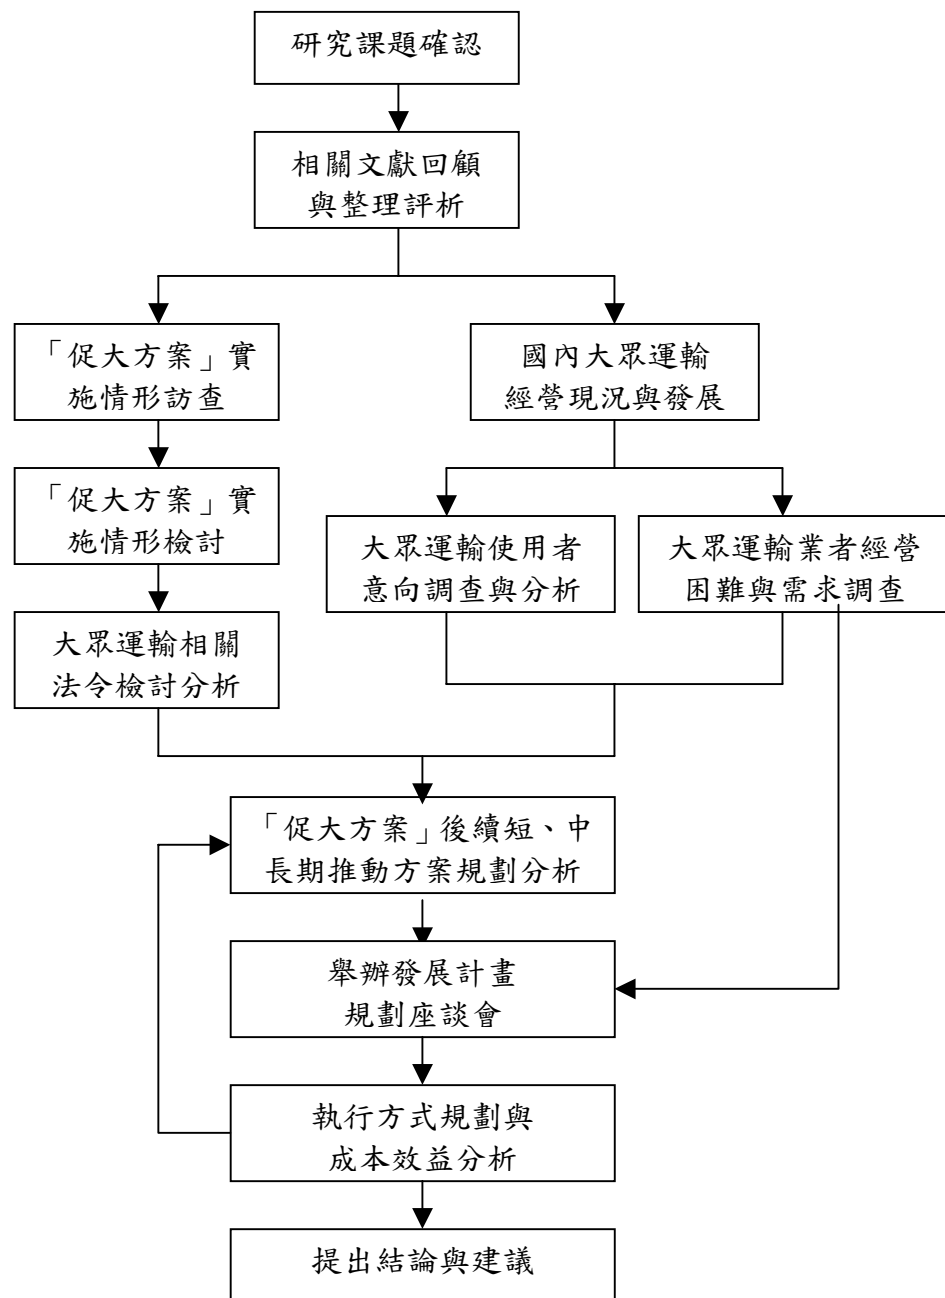 研究課題確認
相關文獻回顧
與整理評析
「促大方案」實
施情形訪查
國內大眾運輸
經營現況與發展
「促大方案」實
施情形檢討
大眾運輸使用者
意向調查與分析
大眾運輸業者經營
困難與需求調查
大眾運輸相關
法令檢討分析
「促大方案」後續短、中
長期推動方案規劃分析
舉辦發展計畫
規劃座談會
執行方式規劃與
成本效益分析
提出結論與建議